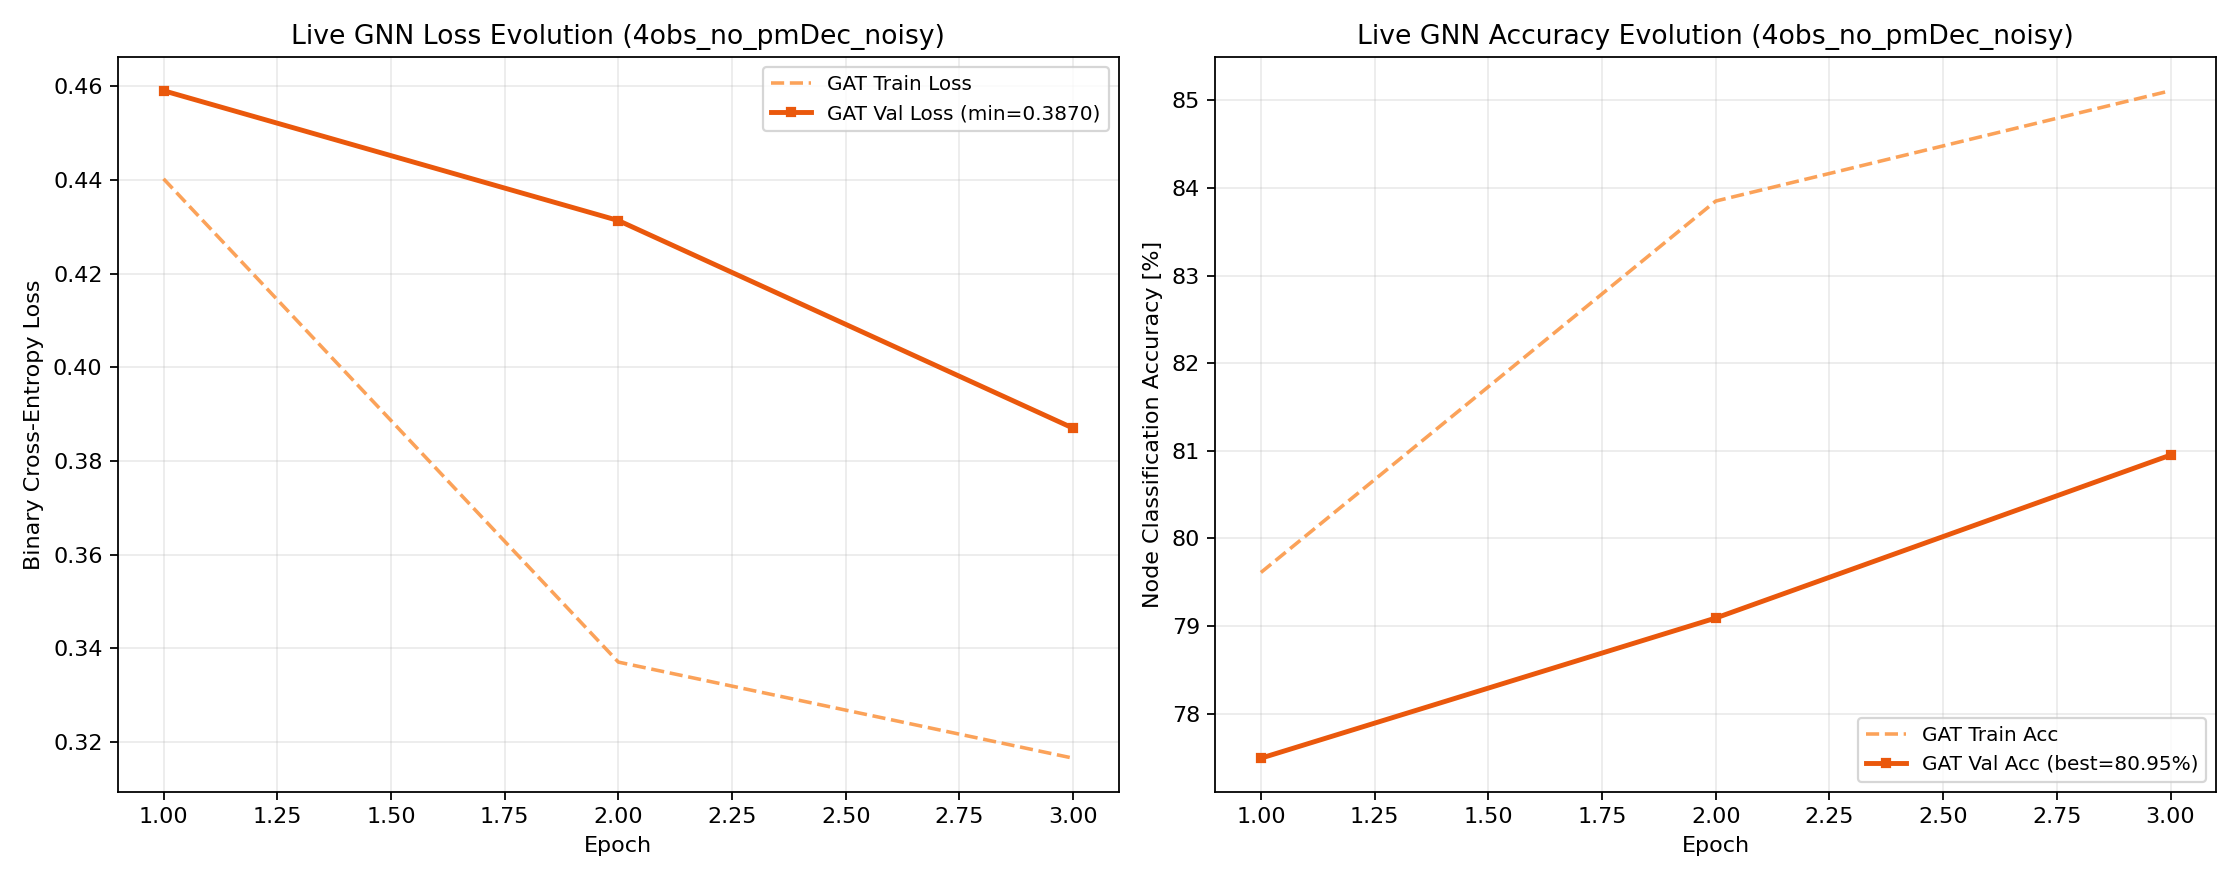 Live GNN Loss Evolution (4obs_no_pmDec_noisy)
GAT Train Loss
GAT Val Loss (min=0.3870)
Binary Cross-Entropy Loss
0.46
0.44
0.42
0.40
0.38
0.36
0.34
0.32
1.00 1.25 1.50 1.75 2.00 2.25 2.50 2.75 3.00
Epoch
Live GNN Accuracy Evolution (4obs_no_pmDec_noisy)
Node Classification Accuracy [%]
85
84
83
82
81
80
79
78
GAT Train Acc
GAT Val Acc (best=80.95%)
1.00 1.25 1.50 1.75 2.00 2.25 2.50 2.75 3.00
Epoch